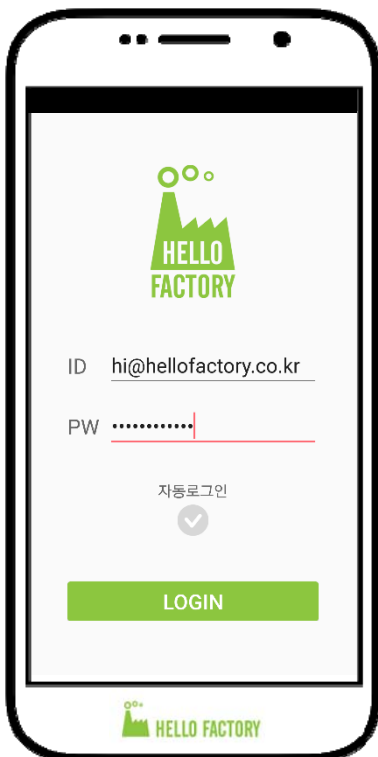 HELLO
FACTORY
ID hi@hellofactory.co.kr
PW ••••••••••••
자동로그인
LOGIN
HELLO FACTORY